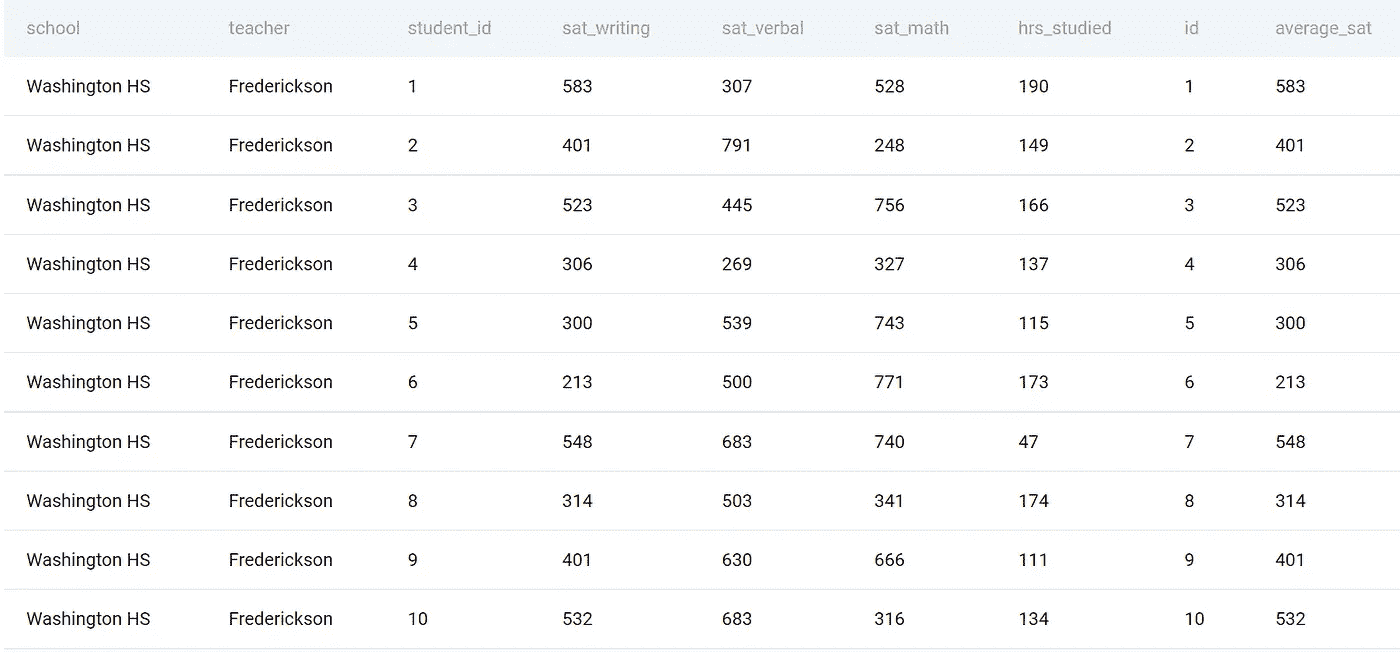 school teacher student_id sat_writing sat_verbal sat_math hrs_studied id average_sat
Washington HS Frederickson 1 583 307 528 190 1 583
Washington HS Frederickson 2 401 791 248 149 2 401
Washington HS Frederickson 3 523 445 756 166 3 523
Washington HS Frederickson 4 306 269 327 137 4 306
Washington HS Frederickson 5 300 539 743 115 5 300
Washington HS Frederickson 6 213 500 771 173 6 213
Washington HS Frederickson 7 548 683 740 47 7 548
Washington HS Frederickson 8 314 503 341 174 8 314
Washington HS Frederickson 9 401 630 666 111 9 401
Washington HS Frederickson 10 532 683 316 134 10 532